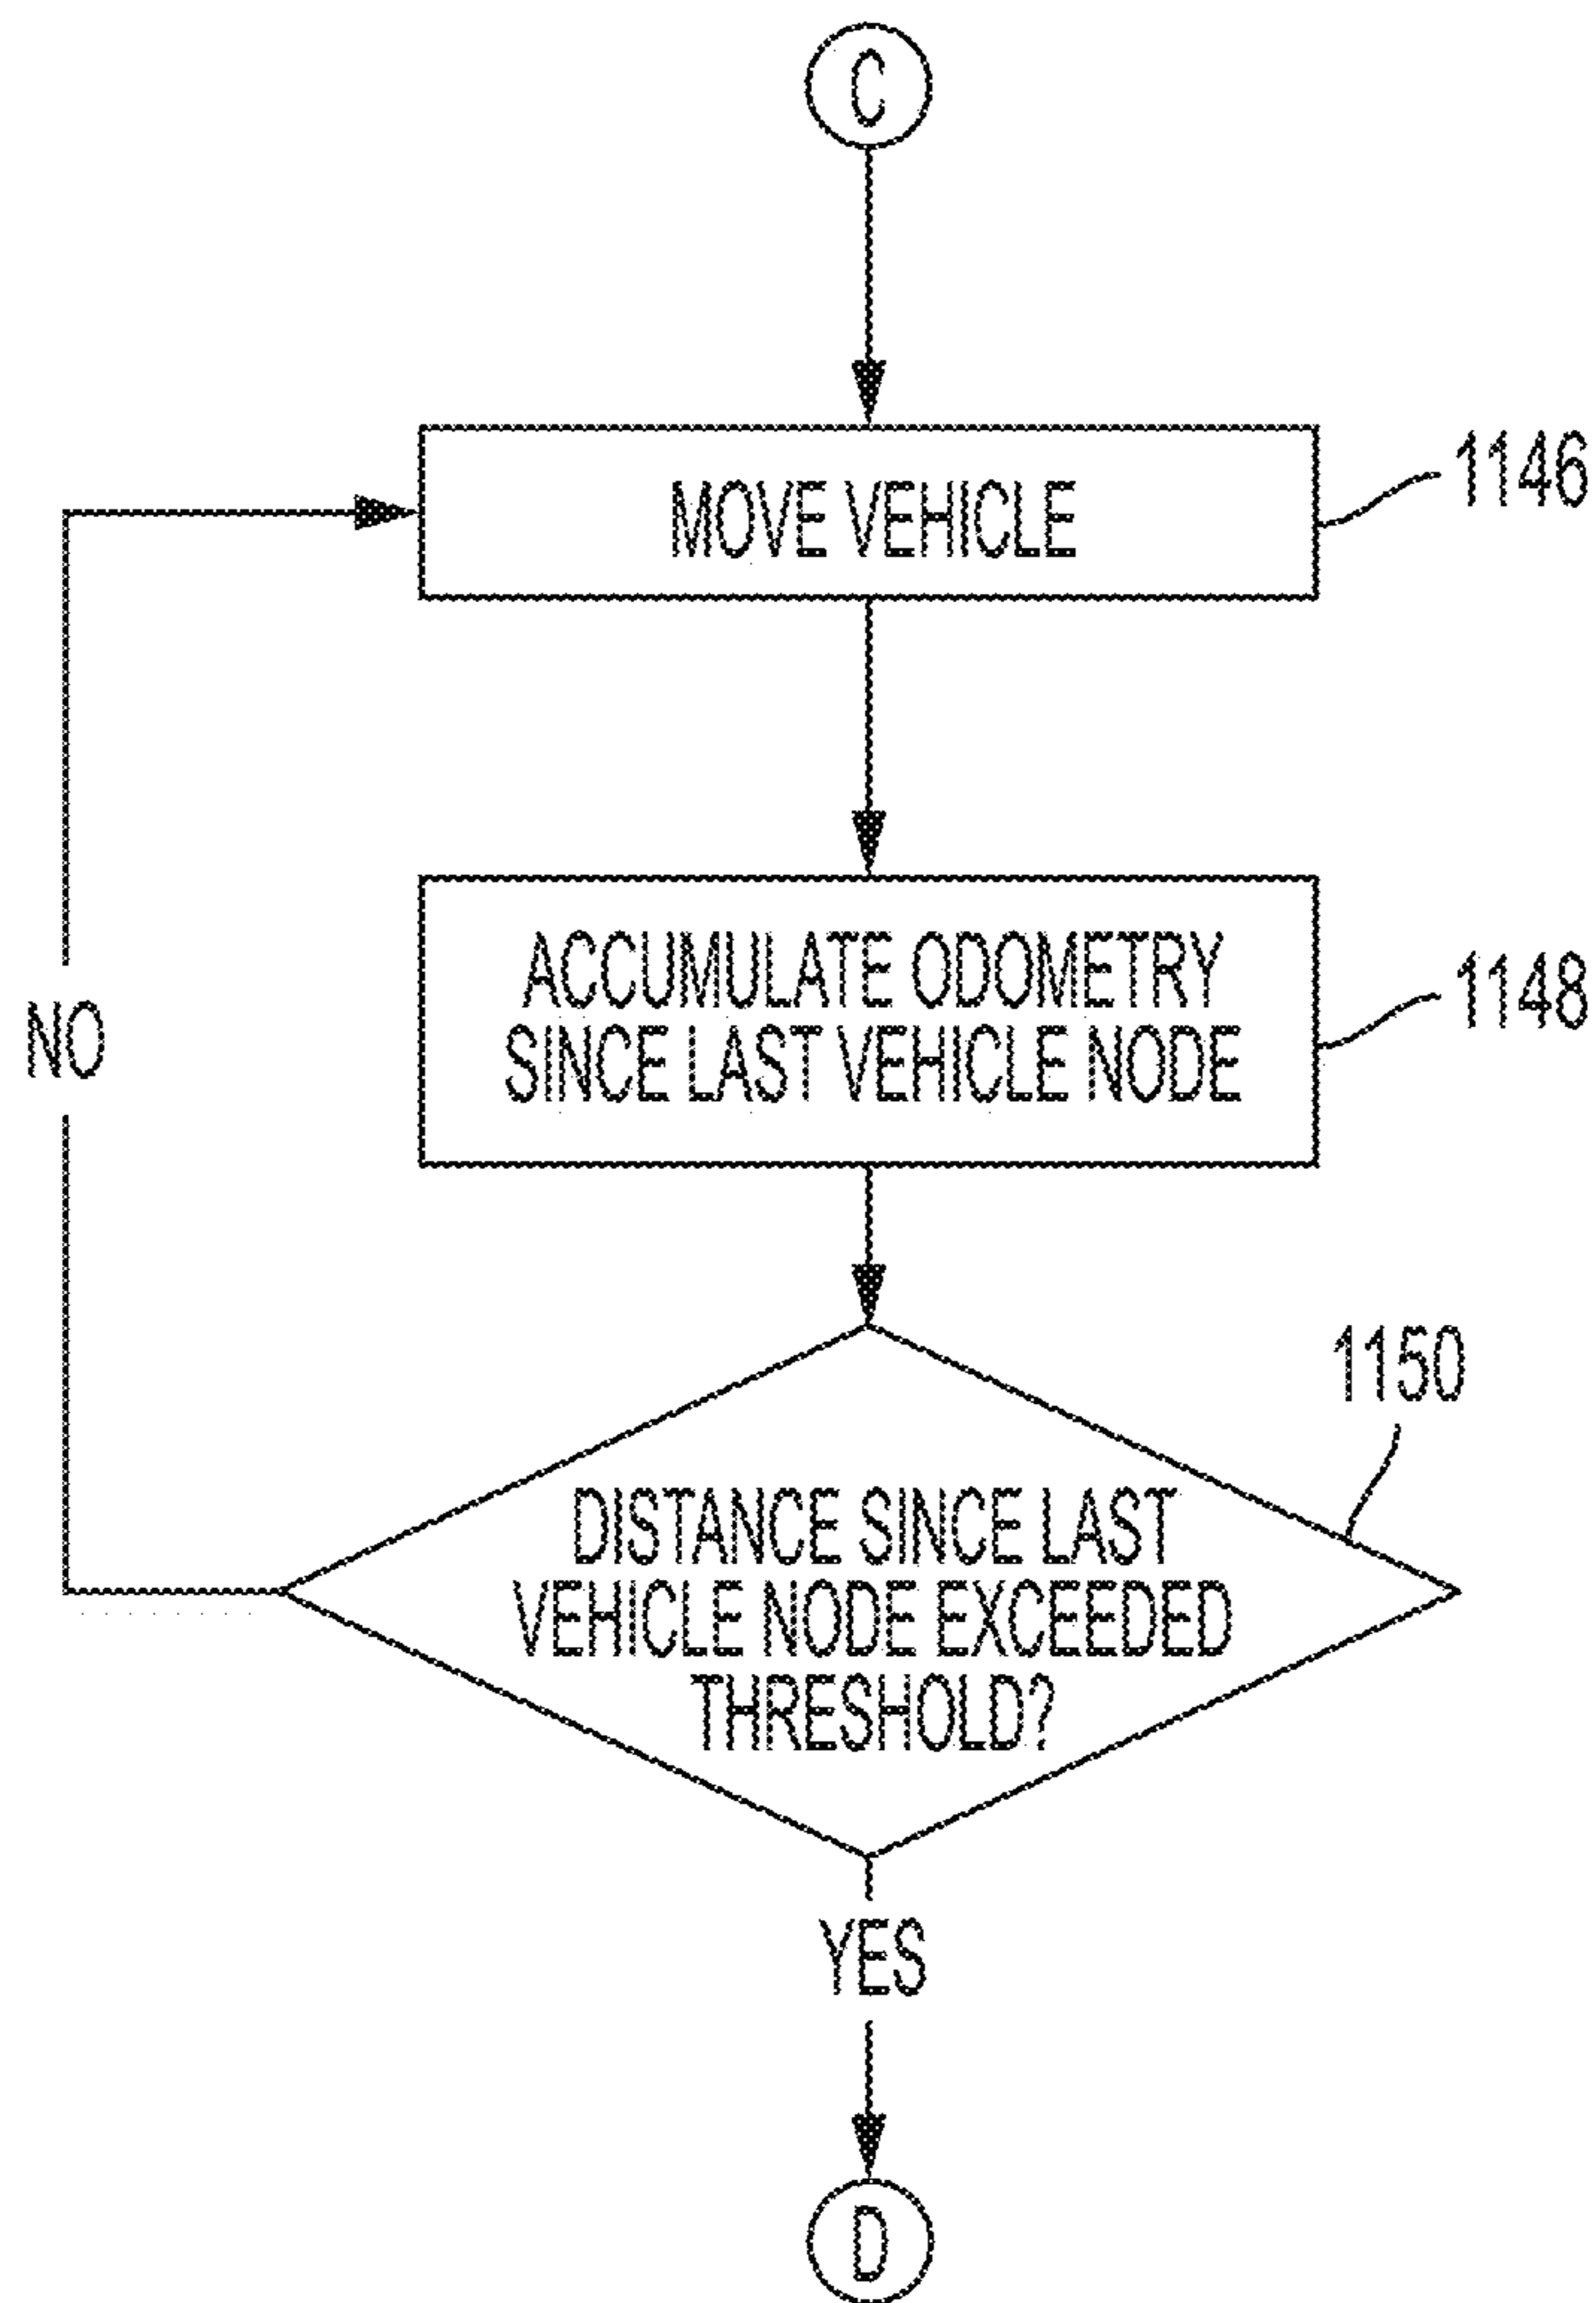 C
MOVE VEHICLE
1146
ACCUMULATE ODOMETRY
SINCE LAST VEHICLE NODE
1148
NO
1150
DISTANCE SINCE LAST
VEHICLE NODE EXCEEDED
THRESHOLD?
YES
D